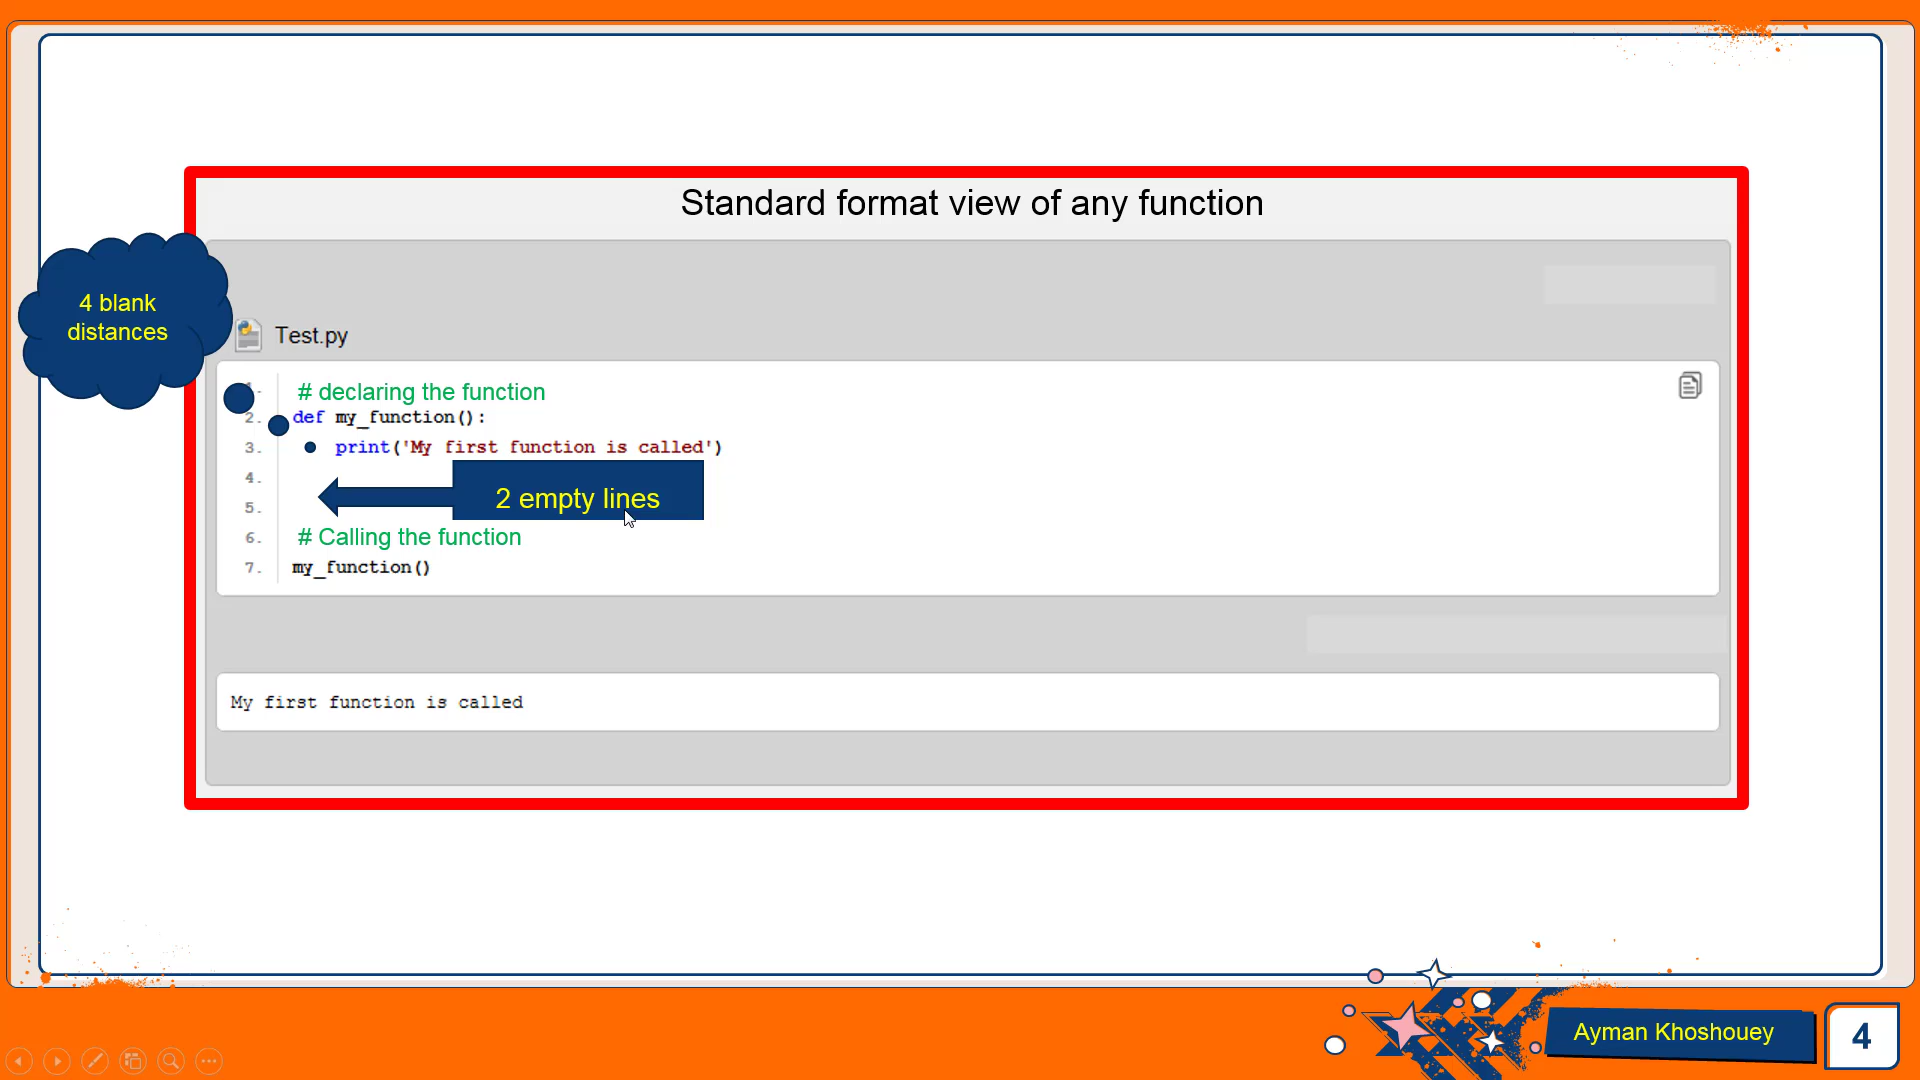 Standard format view of any function
4 blank
distances
Test.py
# declaring the function
2. def my_function():
3. print('My first function is called')
4.
5.
2 empty lines
6. # Calling the function
7. my_function()
My first function is called
Ayman Khoshouey
4